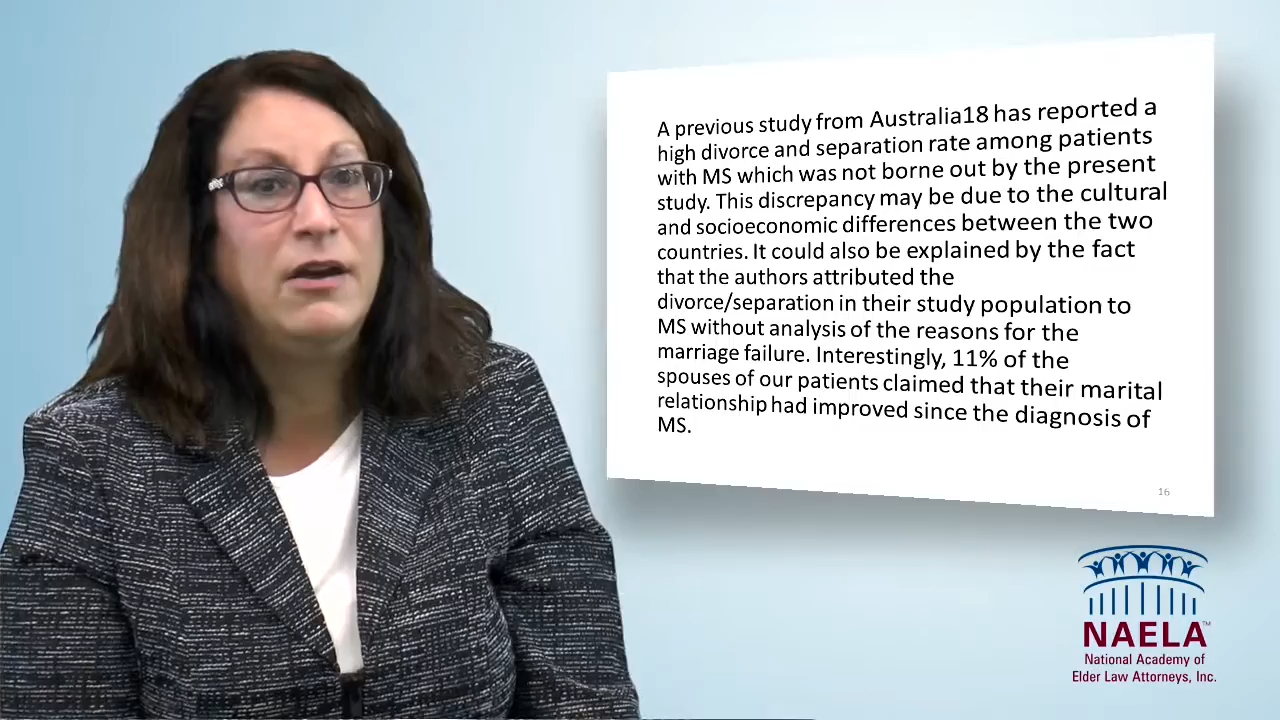 A previous study from Australia18 has reported a
high divorce and separation rate among patients
with MS which was not borne out by the present
study. This discrepancy may be due to the cultural
and socioeconomic differences between the two
countries. It could also be explained by the fact
that the authors attributed the
divorce/separation in their study population to
MS without analysis of the reasons for the
marriage failure. Interestingly, 11% of the
spouses of our patients claimed that their marital
relationship had improved since the diagnosis of
MS.
16
NAELA™
National Academy of
Elder Law Attorneys, Inc.